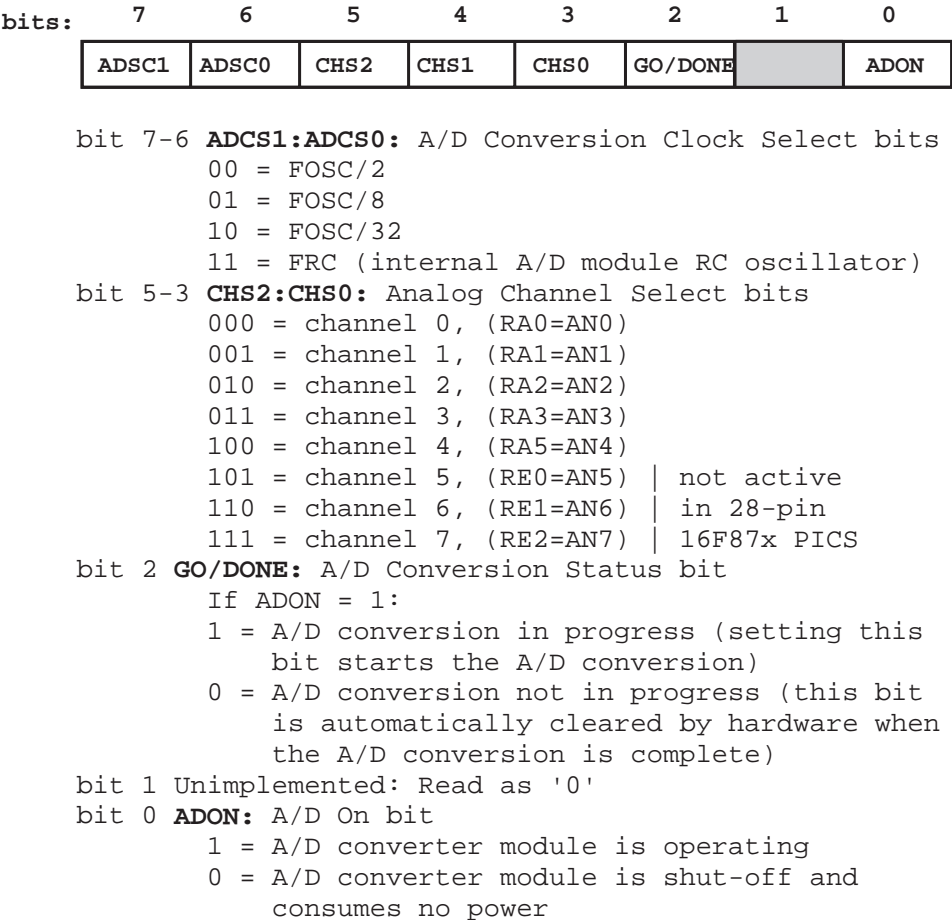 bits: 7 6 5 4 3 2 1 0
ADSC1 ADSC0 CHS2 CHS1 CHS0 GO/DONE ADON
bit 7-6 ADCS1:ADCS0: A/D Conversion Clock Select bits
00 = FOSC/2
01 = FOSC/8
10 = FOSC/32
11 = FRC (internal A/D module RC oscillator)
bit 5-3 CHS2:CHS0: Analog Channel Select bits
000 = channel 0, (RA0=AN0)
001 = channel 1, (RA1=AN1)
010 = channel 2, (RA2=AN2)
011 = channel 3, (RA3=AN3)
100 = channel 4, (RA5=AN4)
101 = channel 5, (RE0=AN5) | not active
110 = channel 6, (RE1=AN6) | in 28-pin
111 = channel 7, (RE2=AN7) | 16F87x PICS
bit 2 GO/DONE: A/D Conversion Status bit
If ADON = 1:
1 = A/D conversion in progress (setting this
bit starts the A/D conversion)
0 = A/D conversion not in progress (this bit
is automatically cleared by hardware when
the A/D conversion is complete)
bit 1 Unimplemented: Read as '0'
bit 0 ADON: A/D On bit
1 = A/D converter module is operating
0 = A/D converter module is shut-off and
consumes no power